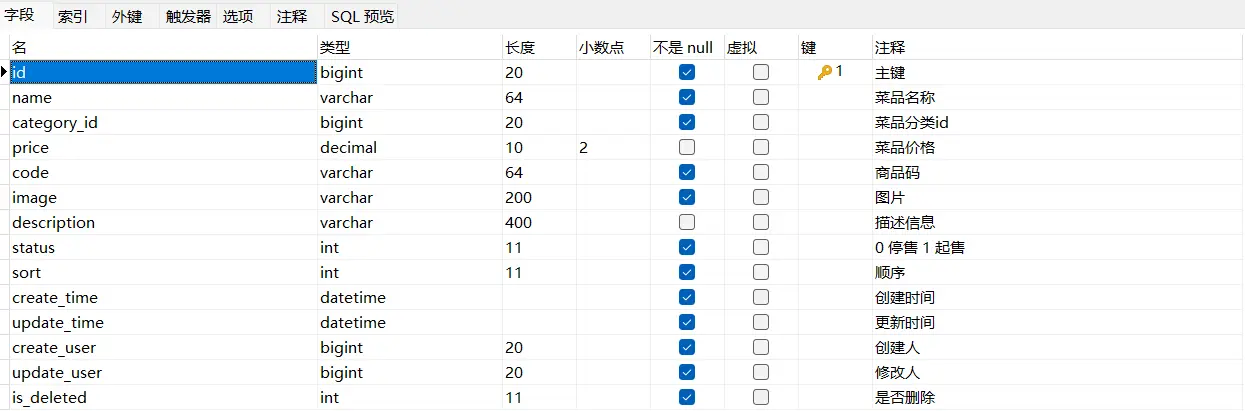 字段 索引 外键 触发器 选项 注释 SQL 预览
名 类型 长度 小数点 不是 null 虚拟 键 注释
id bigint 20 1 主键
name varchar 64 菜品名称
category_id bigint 20 菜品分类id
price decimal 10 2 菜品价格
code varchar 64 商品码
image varchar 200 图片
description varchar 400 描述信息
status int 11 0 停售 1 起售
sort int 11 顺序
create_time datetime 创建时间
update_time datetime 更新时间
create_user bigint 20 创建人
update_user bigint 20 修改人
is_deleted int 11 是否删除